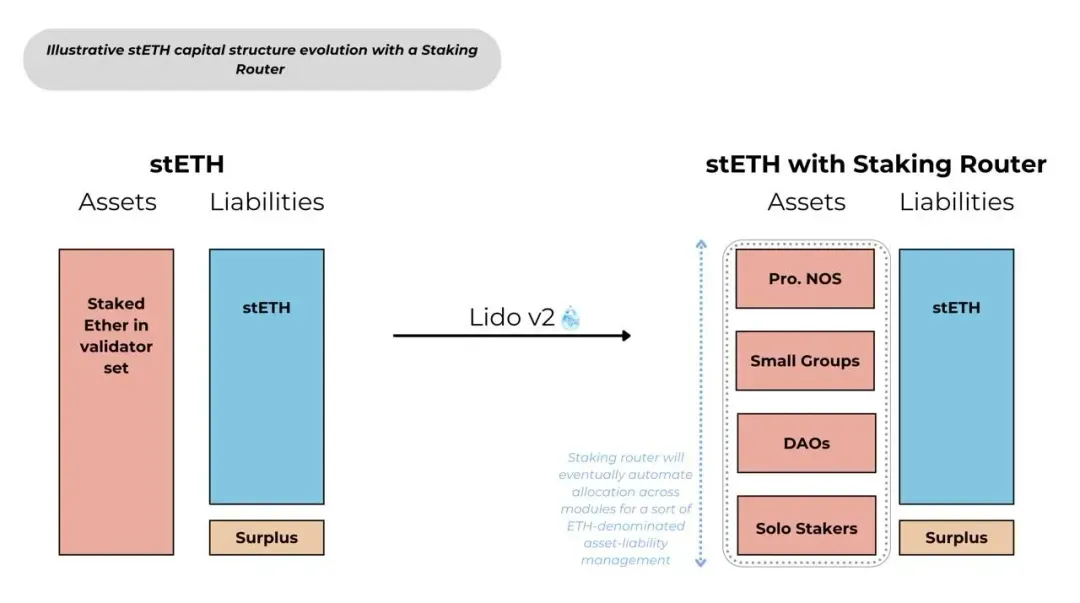 Illustrative stETH capital structure evolution with a Staking
Router
stETH
Assets
Liabilities
Staked
Ether in
validator
set
stETH
Surplus
Lido v2
stETH with Staking Router
Assets
Liabilities
Pro. NOS
Small Groups
DAOs
Solo Stakers
stETH
Surplus
Staking router will
eventually automate
allocation across
modules for a sort of
ETH-denominated
asset-liability
management